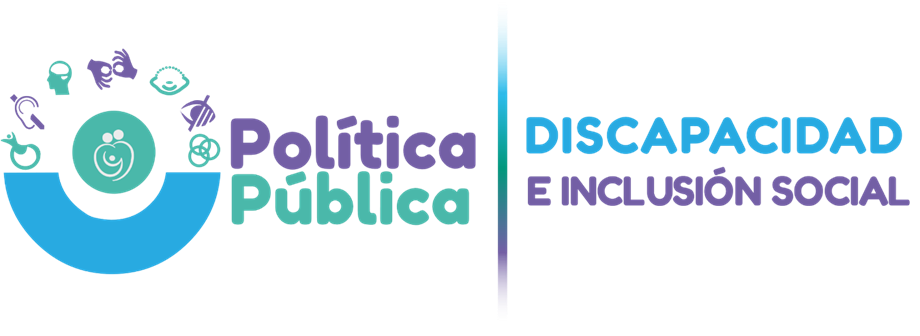 Política
Pública
DISCAPACIDAD
E INCLUSIÓN SOCIAL